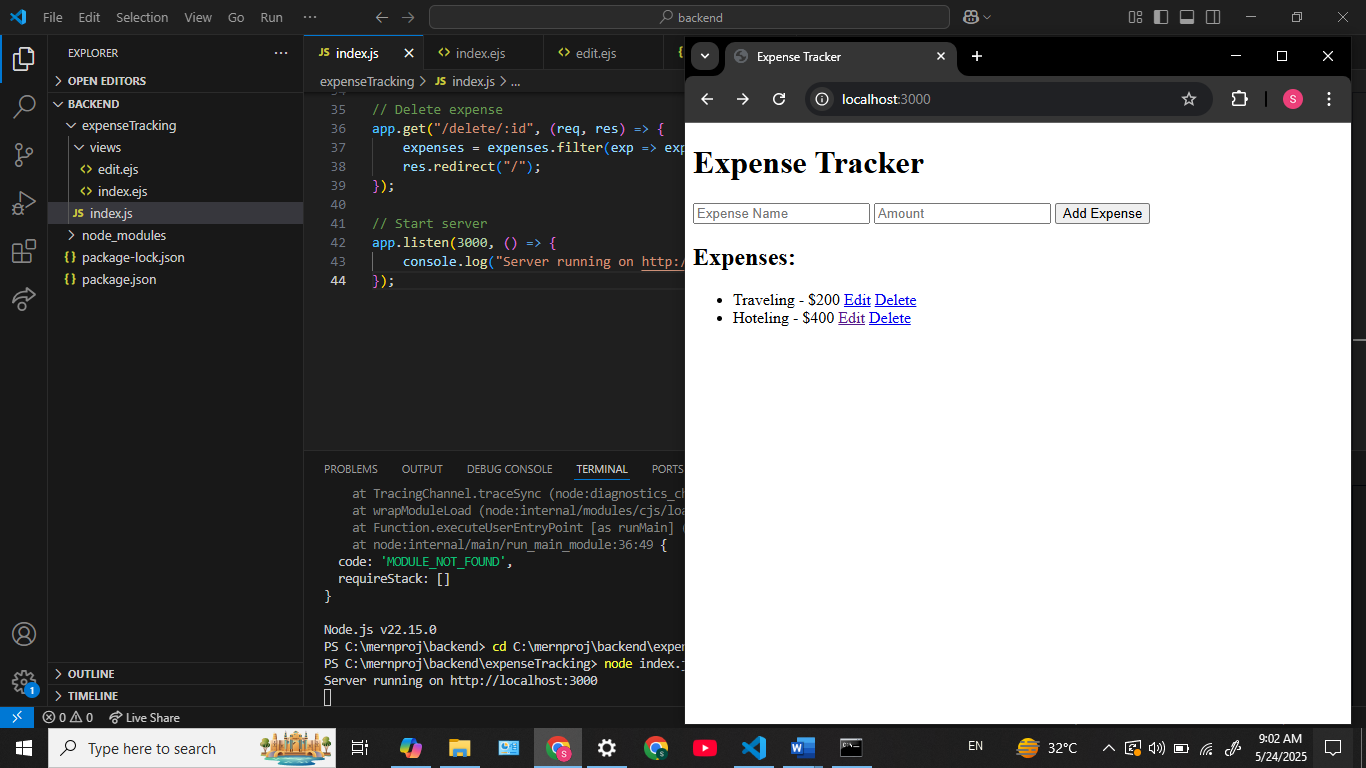 File Edit Selection View Go Run ··· backend
EXPLORER ···
OPEN EDITORS
BACKEND
expenseTracking
views
<> edit.ejs
<> index.ejs
JS index.js
node_modules
{} package-lock.json
{} package.json
OUTLINE
TIMELINE
JS index.js <> index.ejs <> edit.ejs {
expenseTracking > JS index.js > ...
35 // Delete expense
36 app.get("/delete/:id", (req, res) => {
37 expenses = expenses.filter(exp => exp
38 res.redirect("/");
39 });
40
41 // Start server
42 app.listen(3000, () => {
43 console.log("Server running on http:/
44 });
PROBLEMS OUTPUT DEBUG CONSOLE TERMINAL PORTS
at TracingChannel.traceSync (node:diagnostics_ch
at wrapModuleLoad (node:internal/modules/cjs/loa
at Function.executeUserEntryPoint [as runMain] (
at node:internal/main/run_main_module:36:49 {
code: 'MODULE_NOT_FOUND',
requireStack: []
}
Node.js v22.15.0
PS C:\mernproj\backend> cd C:\mernproj\backend\expen
PS C:\mernproj\backend\expenseTracking> node index.j
Server running on http://localhost:3000
Expense Tracker
localhost:3000
S
Expense Tracker
Expense Name Amount Add Expense
Expenses:
• Traveling - $200 Edit Delete
• Hoteling - $400 Edit Delete
1
0 0 Live Share
Type here to search
EN
32°C
9:02 AM
5/24/2025